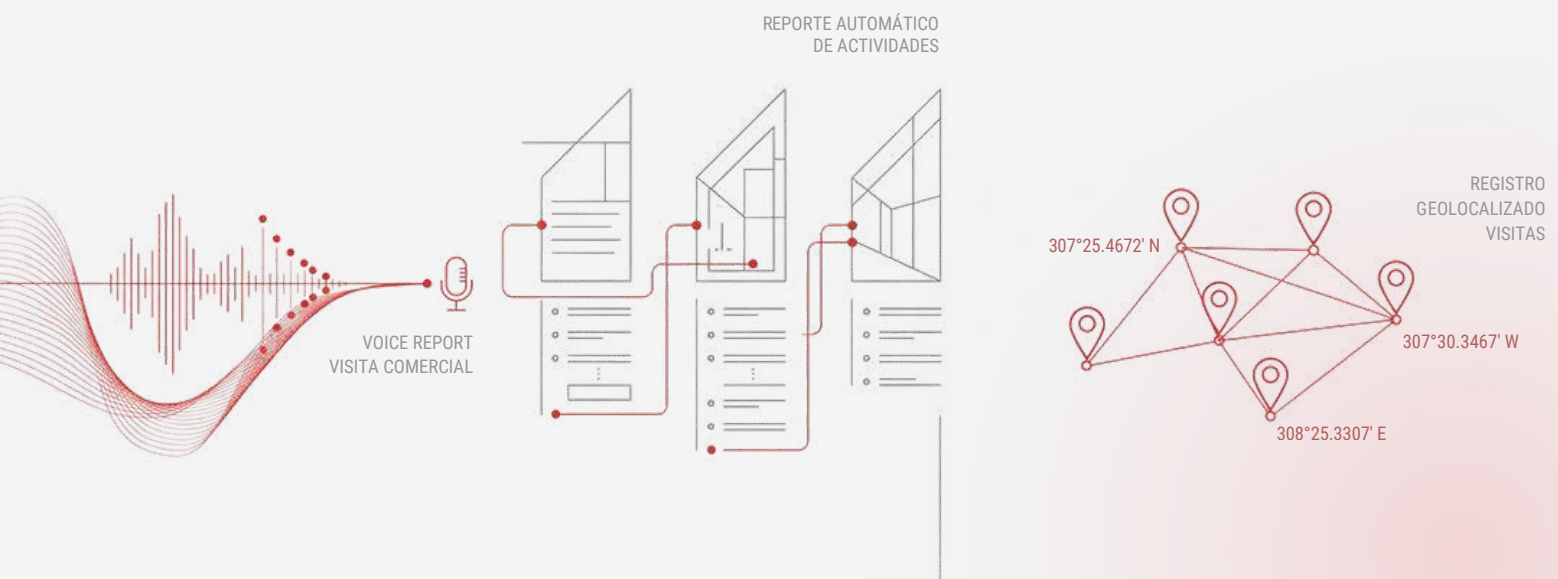 REPORTE AUTOMÁTICO
DE ACTIVIDADES
VOICE REPORT
VISITA COMERCIAL
REGISTRO
GEOLOCALIZADO
VISITAS
307°25.4672' N
307°30.3467' W
308°25.3307' E